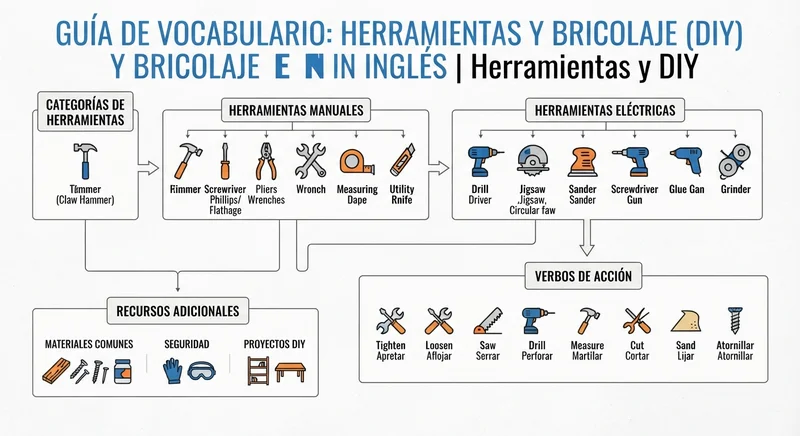 GUÍA DE VOCABULARIO: HERRAMIENTAS Y BRICOLAJE (DIY)
Y BRICOLAJE E N IN INGLÉS | Herramientas y DIY
CATEGORÍAS DE
HERRAMIENTAS
Tămmer
(Claw Hammer)
HERRAMIENTAS MANUALES
Rimmer
Screwriver
Phillips/
Flathage
Pliers
Wrenches
Wronch
Measuring
Dape
Utility
Rnife
HERRAMIENTAS ELÉCTRICAS
Drill
Driver
Jigsaw
.Jigsaw,
Circular faw
Sander
Sander
Screwdriver
Gun
Glue Gan
Grinder
RECURSOS ADICIONALES
MATERIALES COMUNES
SEGURIDAD
PROYECTOS DIY
VERBOS DE ACCIÓN
Tighten
Apretar
Loosen
Aflojar
Saw
Serrar
Drill
Perforar
Measure
Martilar
Cut
Cortar
Sand
Lijar
Atornillar
Atornillar